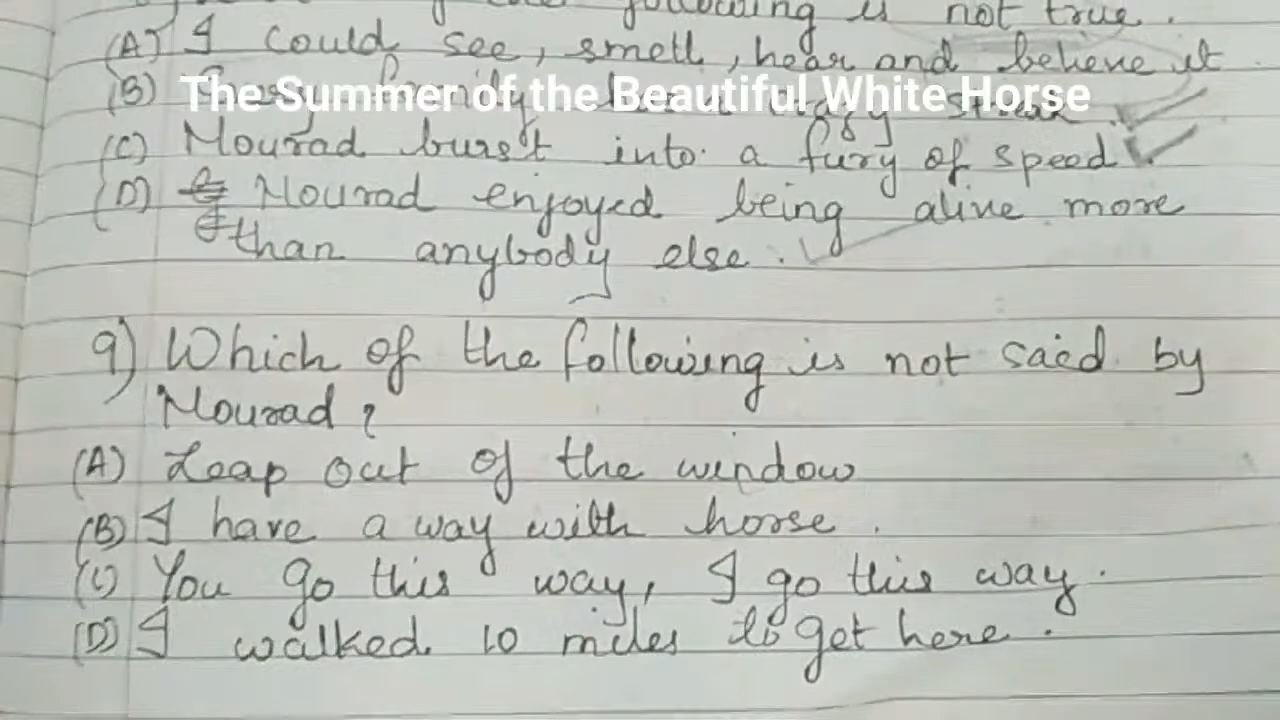 following is not true.
(A) I could see, smell, hear and believe it
The Summer of the Beautiful White Horse
(B)
(C) Mourad burst into a fury of speed
(D) Mourad enjoyed being alive more
than anybody else.
9) Which of the following is not said by
Mourad?
(A) Leap out of the window
(B) I have a way with horse.
(C) You go this way, I go this way.
(D) I walked 10 miles to get here.